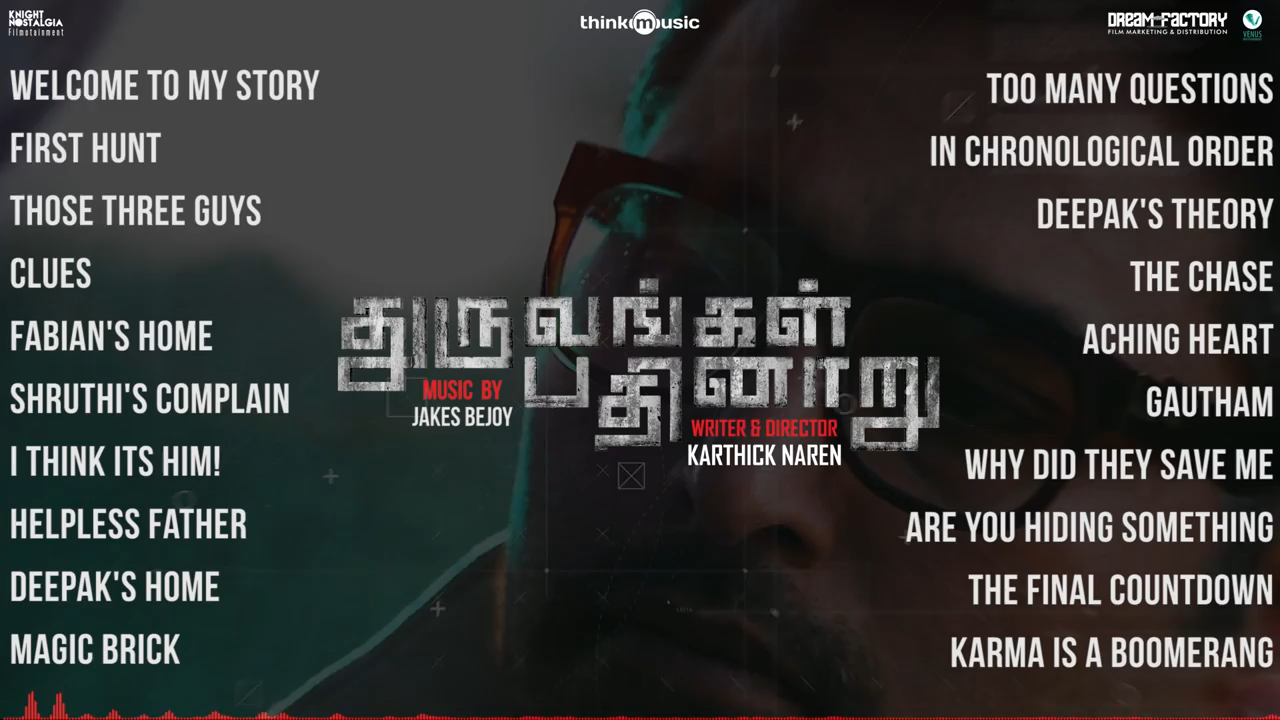 KNIGHT
NOSTALGIA
Filmotainment
think music
DREAM FACTORY
FILM MARKETING & DISTRIBUTION
VENUS
WELCOME TO MY STORY
FIRST HUNT
THOSE THREE GUYS
CLUES
FABIAN'S HOME
SHRUTHI'S COMPLAIN
I THINK ITS HIM!
HELPLESS FATHER
DEEPAK'S HOME
MAGIC BRICK
துருவங்கள்
பதினாறு
MUSIC BY
JAKES BEJOY
WRITER & DIRECTOR
KARTHICK NAREN
TOO MANY QUESTIONS
IN CHRONOLOGICAL ORDER
DEEPAK'S THEORY
THE CHASE
ACHING HEART
GAUTHAM
WHY DID THEY SAVE ME
ARE YOU HIDING SOMETHING
THE FINAL COUNTDOWN
KARMA IS A BOOMERANG